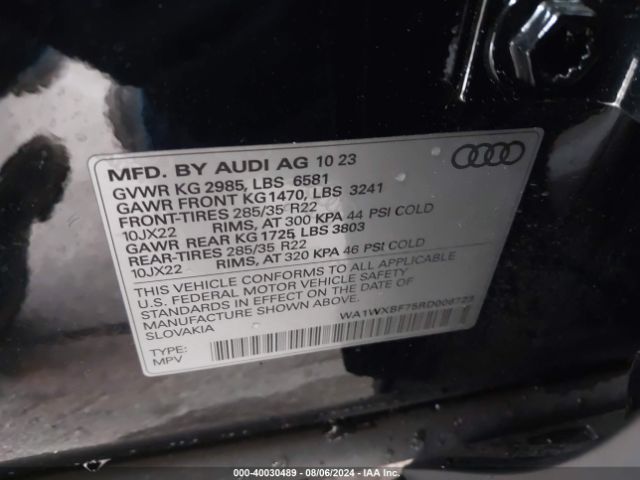 MFD. BY AUDI AG 10 23
GVWR KG 2985, LBS 6581
GAWR FRONT KG1470, LBS 3241
FRONT-TIRES 285/35 R22
10JX22 RIMS, AT 300 KPA 44 PSI COLD
GAWR REAR KG1725 LBS 3803
REAR-TIRES 285/35 R22
10JX22 RIMS, AT 320 KPA 46 PSI COLD
THIS VEHICLE CONFORMS TO ALL APPLICABLE
U.S. FEDERAL MOTOR VEHICLE SAFETY
STANDARDS IN EFFECT ON THE DATE OF
MANUFACTURE SHOWN ABOVE.
SLOVAKIA
WA1WXBF75RD008723
TYPE:
MPV
000-40030489 - 08/06/2024 - IAA Inc.